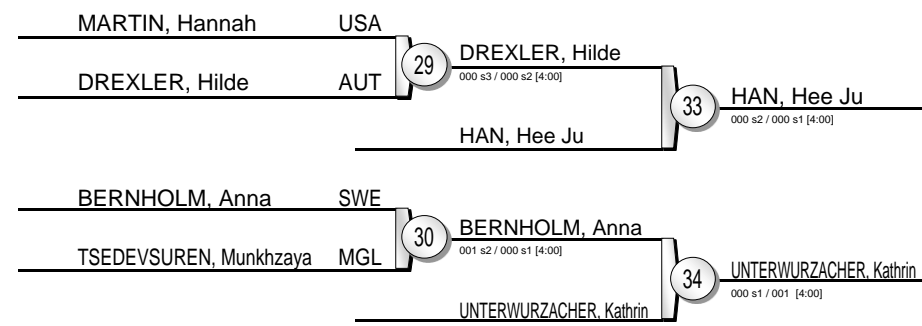 MARTIN, Hannah USA
DREXLER, Hilde AUT
29
DREXLER, Hilde
000 s3 / 000 s2 [4:00]
HAN, Hee Ju
33
HAN, Hee Ju
000 s2 / 000 s1 [4:00]
BERNHOLM, Anna SWE
TSEDEVSUREN, Munkhzaya MGL
30
BERNHOLM, Anna
001 s2 / 000 s1 [4:00]
UNTERWURZACHER, Kathrin
34
UNTERWURZACHER, Kathrin
000 s1 / 001 [4:00]